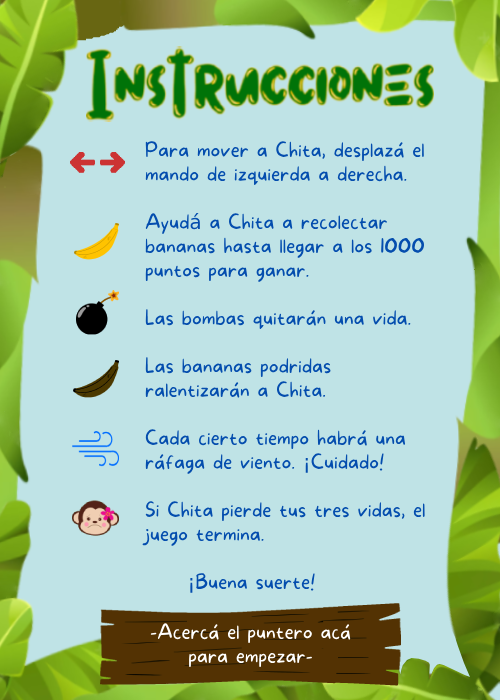 INSTRUCCIONES
Para mover a Chita, desplazá el
mando de izquierda a derecha.
Ayudá a Chita a recolectar
bananas hasta llegar a los 1000
puntos para ganar.
Las bombas quitarán una vida.
Las bananas podridas
ralentizarán a Chita.
Cada cierto tiempo habrá una
ráfaga de viento. ¡Cuidado!
Si Chita pierde tus tres vidas, el
juego termina.
¡Buena suerte!
-Acercá el puntero acá
para empezar-